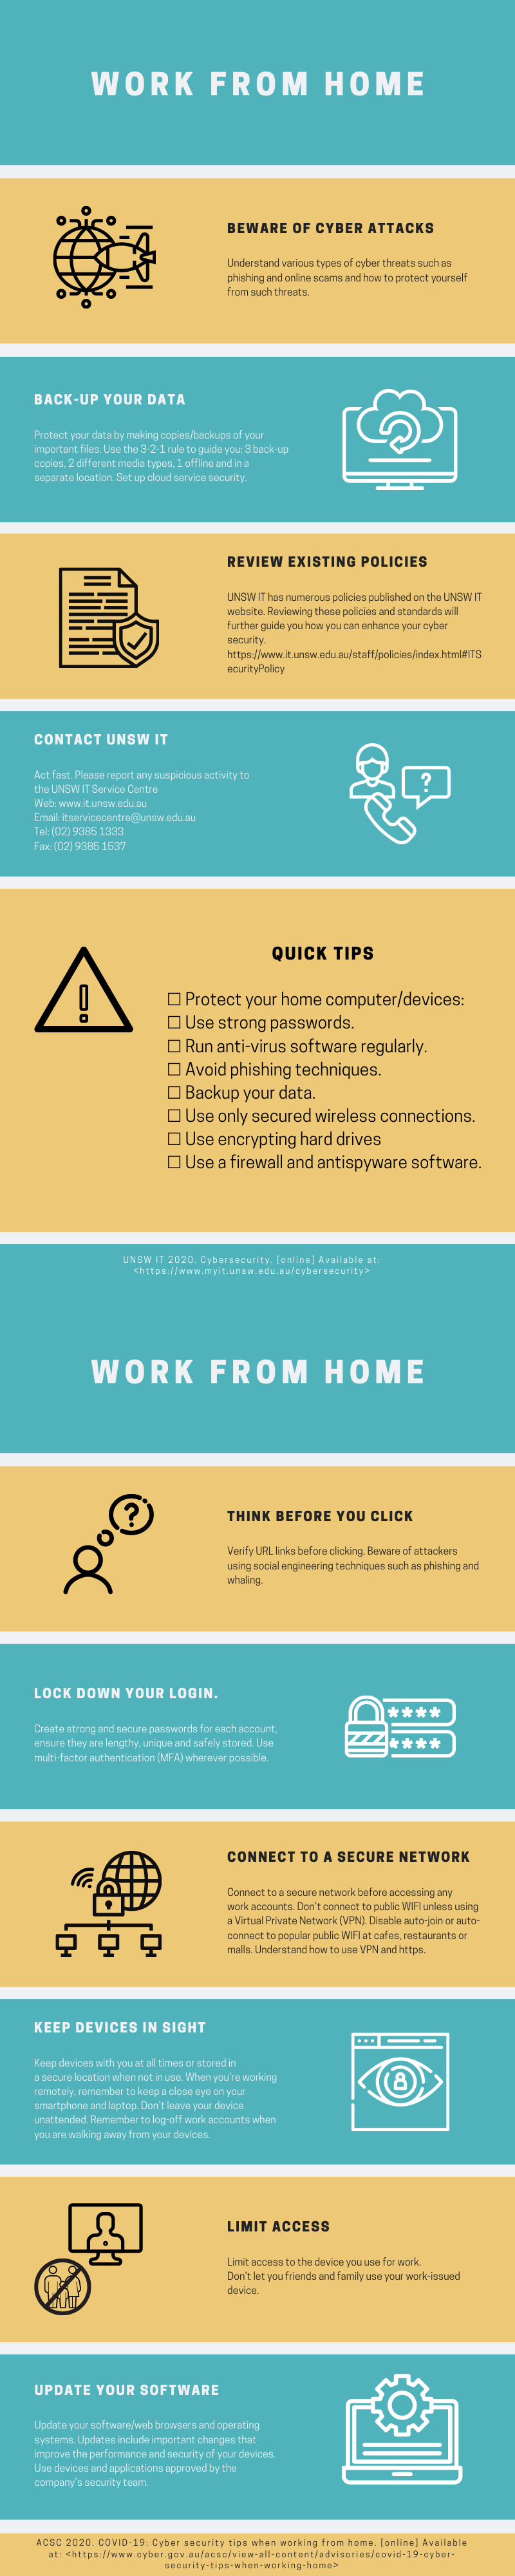 WORK FROM HOME
BEWARE OF CYBER ATTACKS
Understand various types of cyber threats such as
phishing and online scams and how to protect yourself
from such threats.
BACK-UP YOUR DATA
Protect your data by making copies/backups of your
important files. Use the 3-2-1 rule to guide you: 3 back-up
copies, 2 different media types, 1 offline and in a
separate location. Set up cloud service security.
REVIEW EXISTING POLICIES
UNSW IT has numerous policies published on the UNSW IT
website. Reviewing these policies and standards will
further guide you how you can enhance your cyber
security.
https://www.it.unsw.edu.au/staff/policies/index.html#ITS
ecurityPolicy
CONTACT UNSW IT
Act fast. Please report any suspicious activity to
the UNSW IT Service Centre
Web: www.it.unsw.edu.au
Email: itservicecentre@unsw.edu.au
Tel: (02) 9385 1333
Fax: (02) 9385 1537
?
QUICK TIPS
☐ Protect your home computer/devices:
☐ Use strong passwords.
☐ Run anti-virus software regularly.
☐ Avoid phishing techniques.
☐ Backup your data.
☐ Use only secured wireless connections.
☐ Use encrypting hard drives
☐ Use a firewall and antispyware software.
UNSW IT 2020. Cybersecurity. [online] Available at:
<https://www.myit.unsw.edu.au/cybersecurity>
WORK FROM HOME
?
THINK BEFORE YOU CLICK
Verify URL links before clicking. Beware of attackers
using social engineering techniques such as phishing and
whaling.
LOCK DOWN YOUR LOGIN.
Create strong and secure passwords for each account,
ensure they are lengthy, unique and safely stored. Use
multi-factor authentication (MFA) wherever possible.
****
****
CONNECT TO A SECURE NETWORK
Connect to a secure network before accessing any
work accounts. Don't connect to public WIFI unless using
a Virtual Private Network (VPN). Disable auto-join or auto-
connect to popular public WIFI at cafes, restaurants or
malls. Understand how to use VPN and https.
KEEP DEVICES IN SIGHT
Keep devices with you at all times or stored in
a secure location when not in use. When you're working
remotely, remember to keep a close eye on your
smartphone and laptop. Don't leave your device
unattended. Remember to log-off work accounts when
you are walking away from your devices.
LIMIT ACCESS
Limit access to the device you use for work.
Don't let you friends and family use your work-issued
device.
UPDATE YOUR SOFTWARE
Update your software/web browsers and operating
systems. Updates include important changes that
improve the performance and security of your devices.
Use devices and applications approved by the
company's security team.
ACSC 2020. COVID-19: Cyber security tips when working from home. [online] Available
at: <https://www.cyber.gov.au/acsc/view-all-content/advisories/covid-19-cyber-
security-tips-when-working-home>